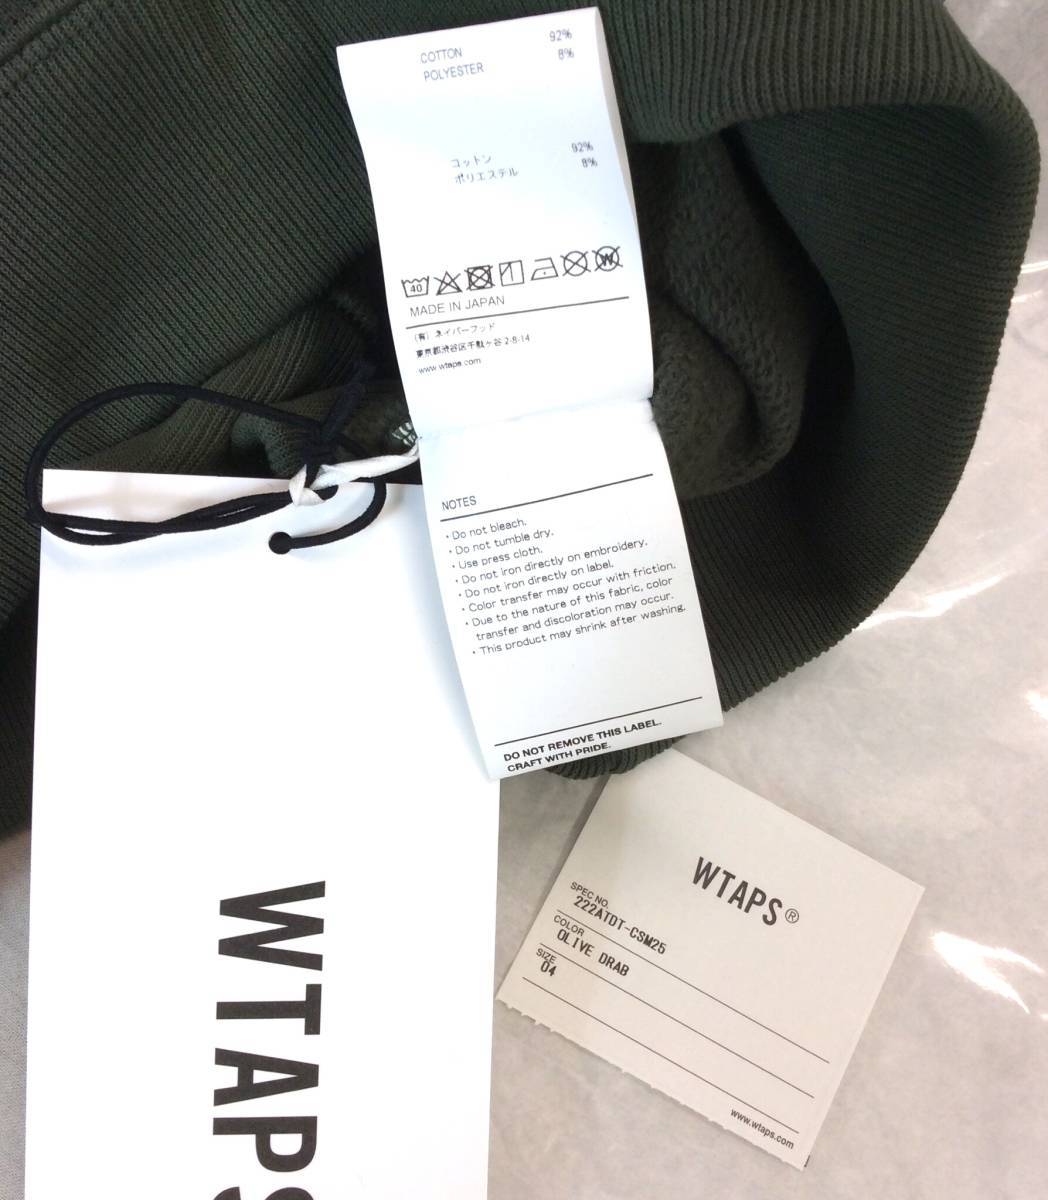 COTTON 92%
POLYESTER 8%
コットン 92%
ポリエステル 8%
40
W
MADE IN JAPAN
(有) ネイバーフッド
東京都渋谷区千駄ヶ谷 2-8-14
www.wtaps.com
NOTES
・Do not bleach.
・Do not tumble dry.
・Use press cloth.
・Do not iron directly on embroidery.
・Do not iron directly on label.
・Color transfer may occur with friction.
・Due to the nature of this fabric, color
transfer and discoloration may occur.
・This product may shrink after washing.
DO NOT REMOVE THIS LABEL.
CRAFT WITH PRIDE.
WTAPS
WTAPS®
SPEC NO.
222ATDT-CSM25
COLOR
OLIVE DRAB
SIZE
04
www.wtaps.com